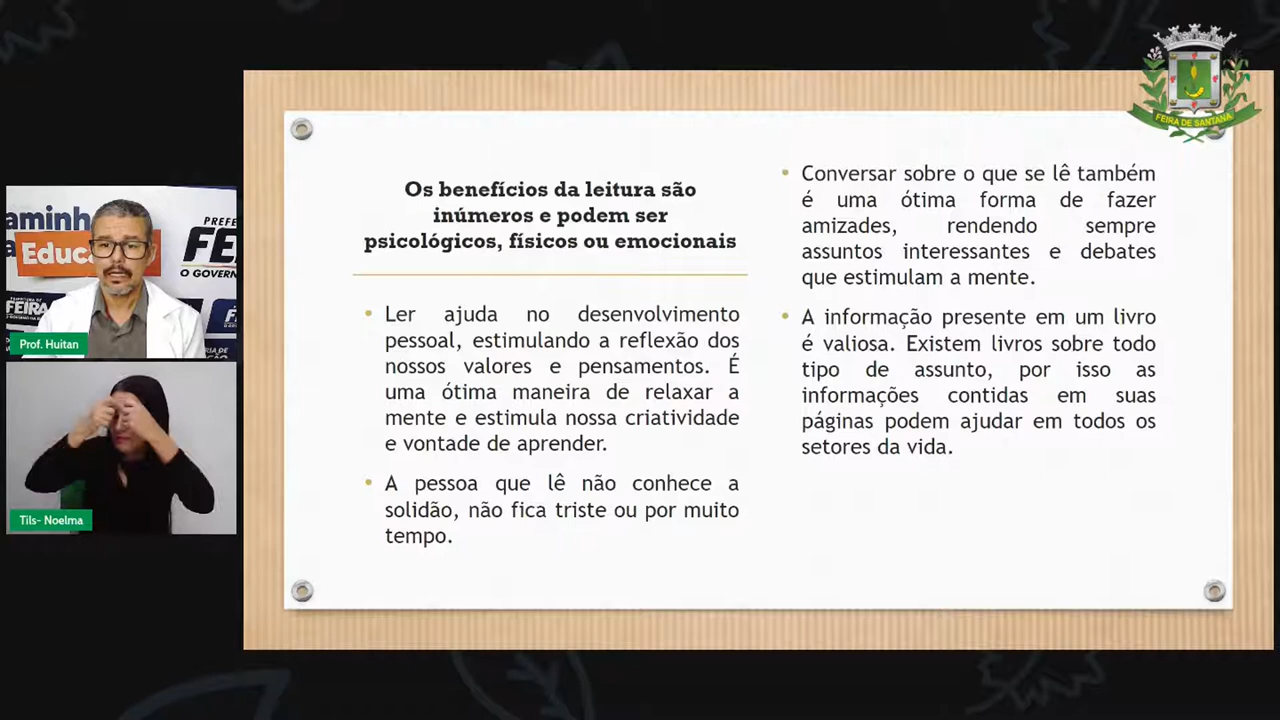 Os benefícios da leitura são
inúmeros e podem ser
psicológicos, físicos ou emocionais
Ler ajuda no desenvolvimento
pessoal, estimulando a reflexão dos
nossos valores e pensamentos. É
uma ótima maneira de relaxar a
mente e estimula nossa criatividade
e vontade de aprender.
A pessoa que lê não conhece a
solidão, não fica triste ou por muito
tempo.
Conversar sobre o que se lê também
é uma ótima forma de fazer
amizades, rendendo sempre
assuntos interessantes e debates
que estimulam a mente.
A informação presente em um livro
é valiosa. Existem livros sobre todo
tipo de assunto, por isso as
informações contidas em suas
páginas podem ajudar em todos os
setores da vida.
FEIRA DE SANTANA
aminh
Educ
PREFE
FE
O GOVERN
FEIRA
Prof. Huitan
Tils- Noelma